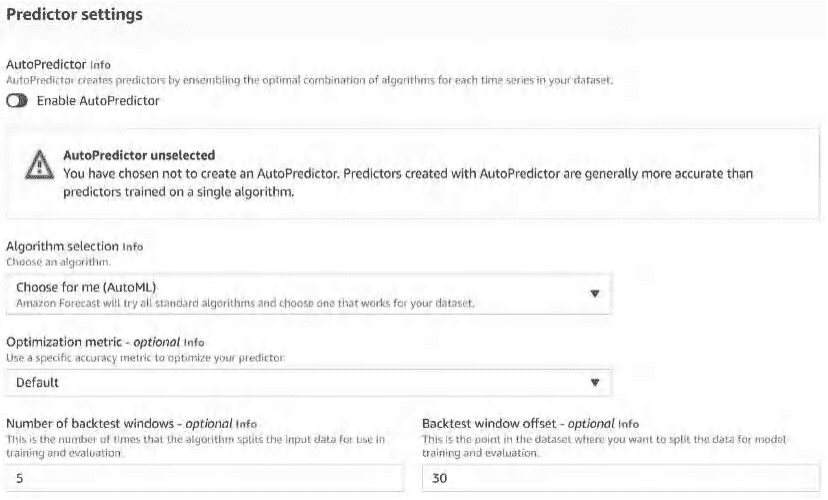 Predictor settings
AutoPredictor Info
AutoPredictor creates predictors by ensembling the optimal combination of algorithms for each time series in your dataset.
Enable AutoPredictor
AutoPredictor unselected
You have chosen not to create an AutoPredictor. Predictors created with AutoPredictor are generally more accurate than
predictors trained on a single algorithm.
Algorithm selection Info
Choose an algorithm.
Choose for me (AutoML)
Amazon Forecast will try all standard algorithms and choose one that works for your dataset.
Optimization metric - optional Info
Use a specific accuracy metric to optimize your predictor.
Default
Number of backtest windows - optional Info
This is the number of times that the algorithm splits the input data for use in
training and evaluation.
5
Backtest window offset - optional Info
This is the point in the dataset where you want to split the data for model
training and evaluation.
30